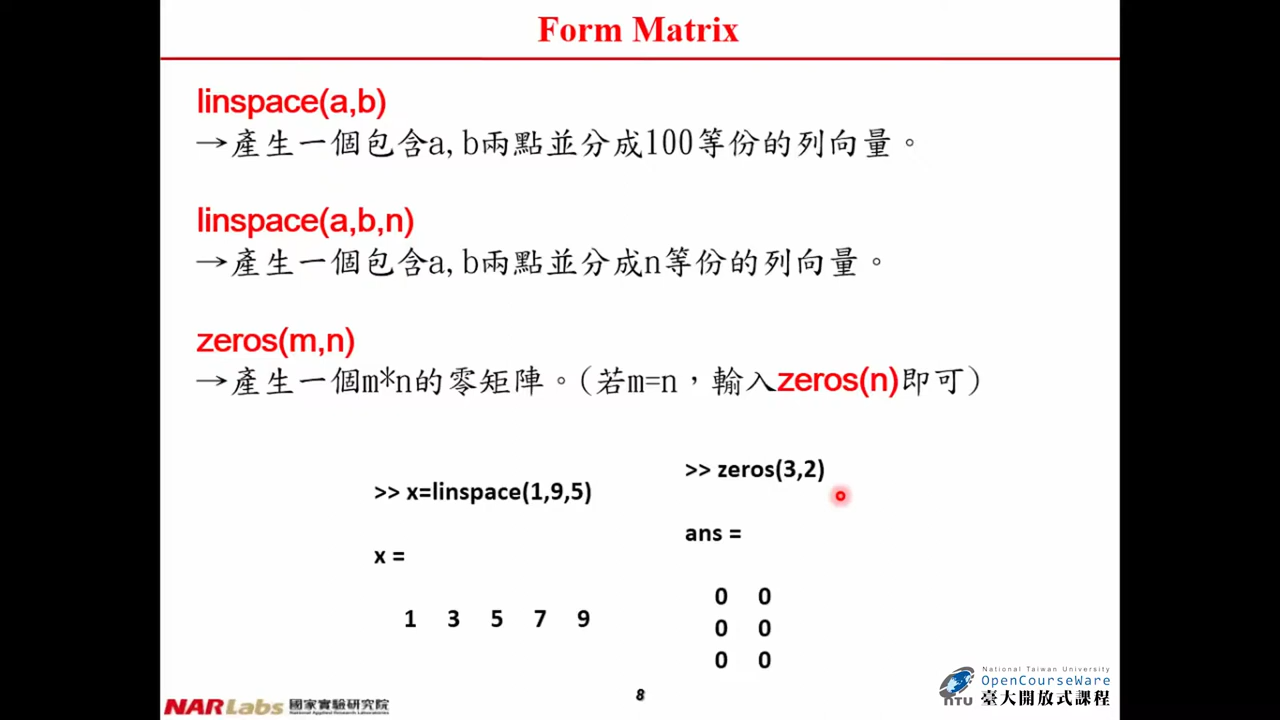 Form Matrix
linspace(a,b)
→產生一個包含a,b兩點並分成100等份的列向量。
linspace(a,b,n)
→產生一個包含a,b兩點並分成n等份的列向量。
zeros(m,n)
→產生一個m*n的零矩陣。(若m=n，輸入zeros(n)即可)
>> x=linspace(1,9,5)
x =
1 3 5 7 9
>> zeros(3,2)
ans =
0 0
0 0
0 0
NARLabs 國家實驗研究院
National Applied Research Laboratories
8
NTU
National Taiwan University
OpenCourseWare
臺大開放式課程